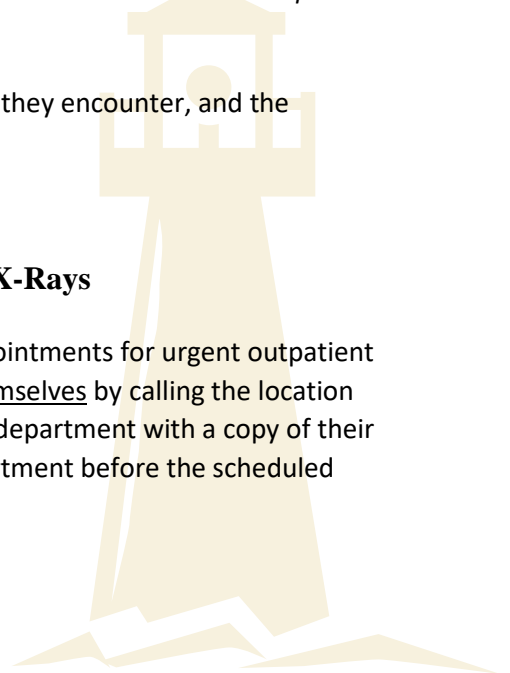 they encounter, and the
X-Rays
ointments for urgent outpatient
mselves by calling the location
department with a copy of their
tment before the scheduled